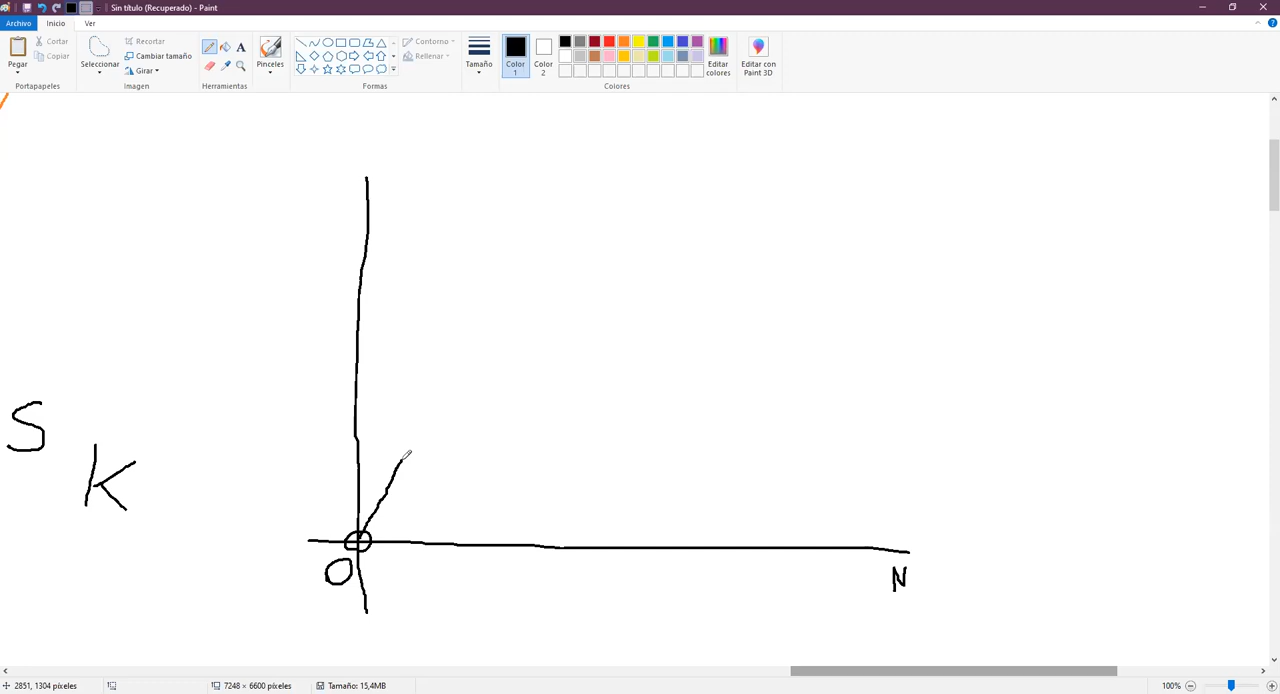 Sin título (Recuperado) - Paint
Archivo Inicio Ver
Pegar
Cortar
Copiar
Portapapeles
Seleccionar
Recortar
Cambiar tamaño
Girar
Imagen
A
Herramientas
Pinceles
Contorno
Rellenar
Formas
Tamaño
Color 1
Color 2
Editar colores
Editar con Paint 3D
Colores
S
K
O
N
2851, 1304 píxeles
7248 × 6600 píxeles
Tamaño: 15,4MB
100%